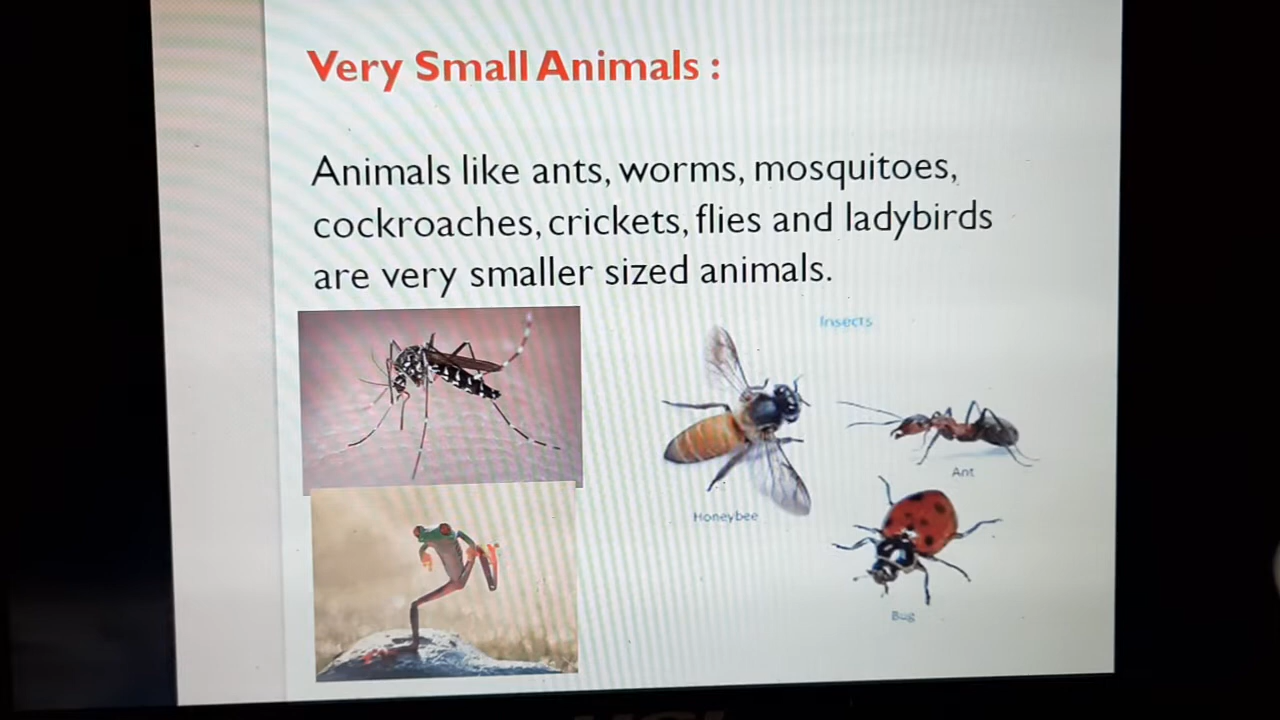 Very Small Animals :
Animals like ants, worms, mosquitoes,
cockroaches, crickets, flies and ladybirds
are very smaller sized animals.
Insects
Honeybee
Ant
Bug